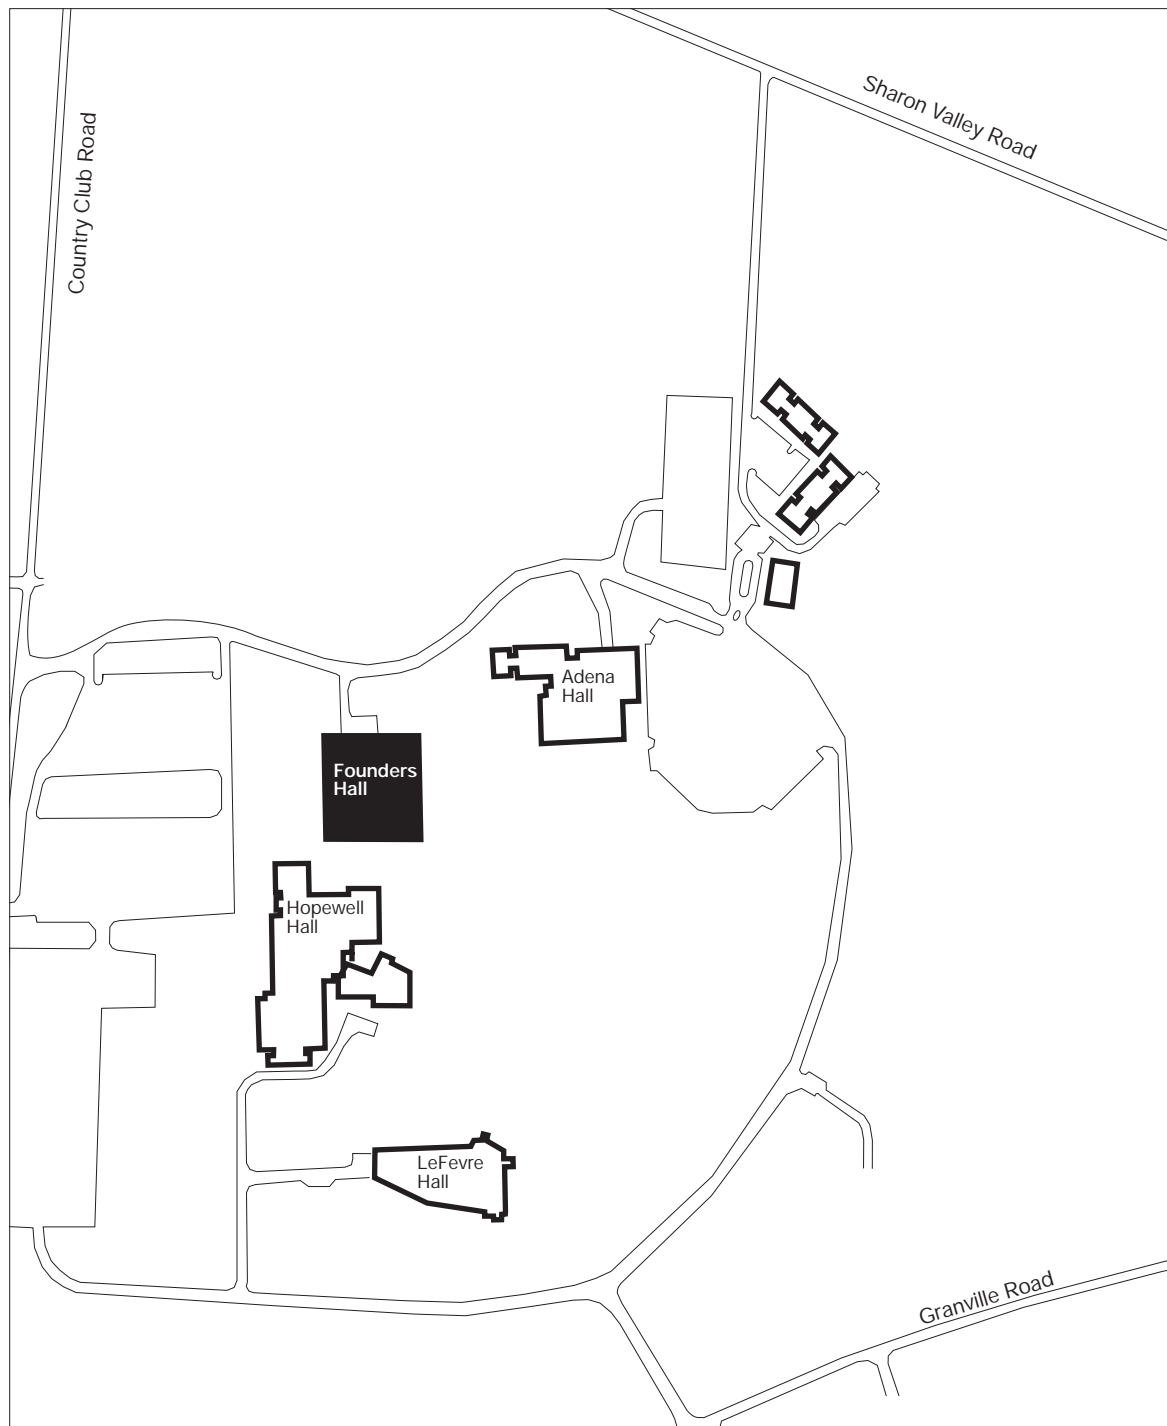 Sharon Valley Road
Country Club Road
Adena
Hall
Founders
Hall
Hopewell
Hall
LeFevre
Hall
Granville Road